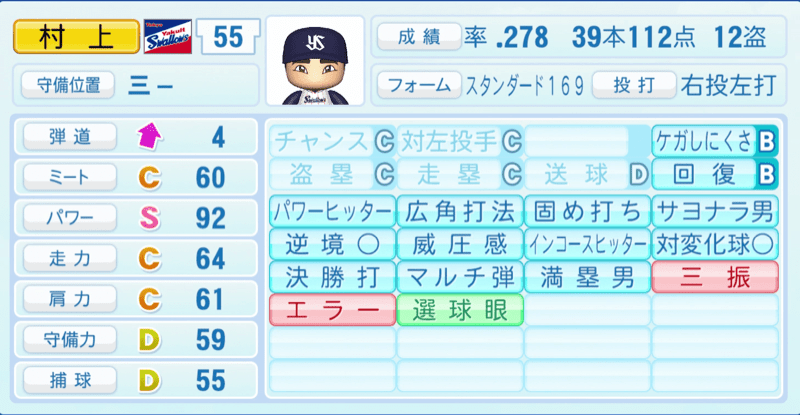 村上 Yakult Swallows 55
成績 率 .278 39本112点 12盗
守備位置 三 一
YS
Swallows
フォーム スタンダード169 投打 右投左打
弾道 4
ミート C 60
パワー S 92
走力 C 64
肩力 C 61
守備力 D 59
捕球 D 55
チャンス C 対左投手 C ケガしにくさ B
盗塁 C 走塁 C 送球 D 回復 B
パワーヒッター 広角打法 固め打ち サヨナラ男
逆境〇 威圧感 インコースヒッター 対変化球〇
決勝打 マルチ弾 満塁男 三振
エラー 選球眼